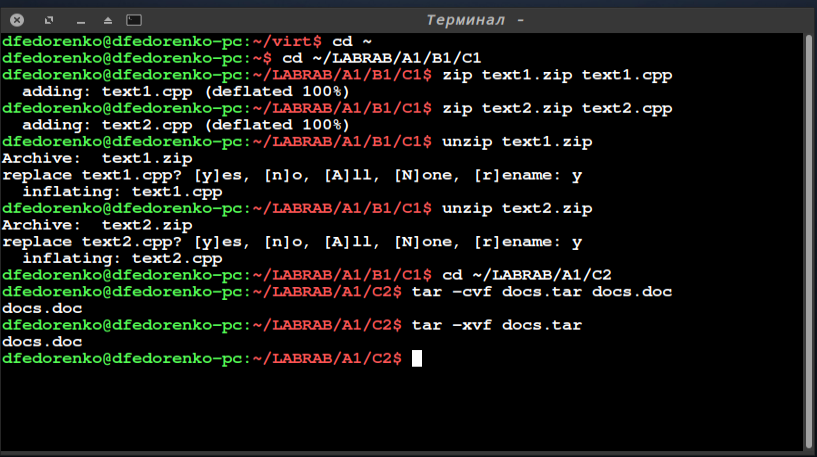 Терминал -
dfedorenko@dfedorenko-pc:~/virt$ cd ~
dfedorenko@dfedorenko-pc:~$ cd ~/LABRAB/A1/B1/C1
dfedorenko@dfedorenko-pc:~/LABRAB/A1/B1/C1$ zip text1.zip text1.cpp
  adding: text1.cpp (deflated 100%)
dfedorenko@dfedorenko-pc:~/LABRAB/A1/B1/C1$ zip text2.zip text2.cpp
  adding: text2.cpp (deflated 100%)
dfedorenko@dfedorenko-pc:~/LABRAB/A1/B1/C1$ unzip text1.zip
Archive:  text1.zip
replace text1.cpp? [y]es, [n]o, [A]ll, [N]one, [r]ename: y
  inflating: text1.cpp
dfedorenko@dfedorenko-pc:~/LABRAB/A1/B1/C1$ unzip text2.zip
Archive:  text2.zip
replace text2.cpp? [y]es, [n]o, [A]ll, [N]one, [r]ename: y
  inflating: text2.cpp
dfedorenko@dfedorenko-pc:~/LABRAB/A1/B1/C1$ cd ~/LABRAB/A1/C2
dfedorenko@dfedorenko-pc:~/LABRAB/A1/C2$ tar -cvf docs.tar docs.doc
docs.doc
dfedorenko@dfedorenko-pc:~/LABRAB/A1/C2$ tar -xvf docs.tar
docs.doc
dfedorenko@dfedorenko-pc:~/LABRAB/A1/C2$